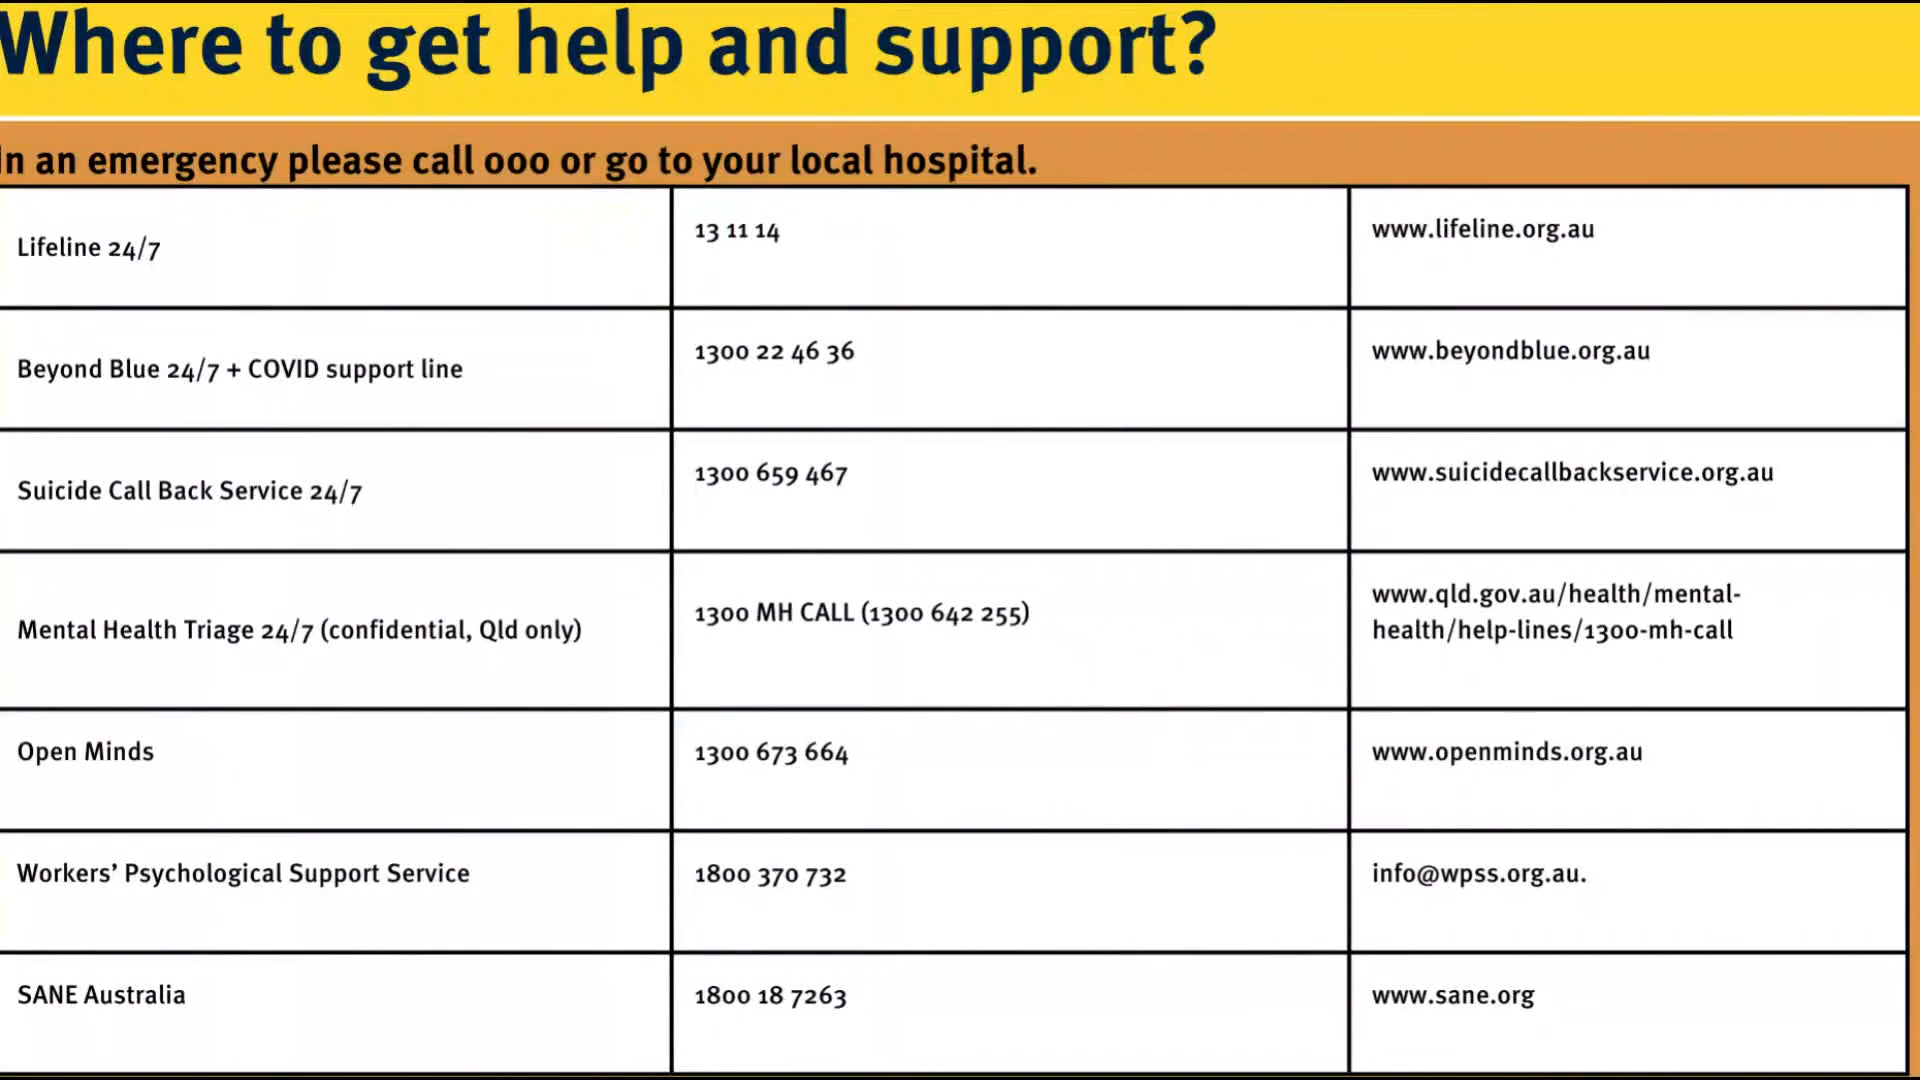 Where to get help and support?
In an emergency please call 000 or go to your local hospital.
Lifeline 24/7
13 11 14
www.lifeline.org.au
Beyond Blue 24/7 + COVID support line
1300 22 46 36
www.beyondblue.org.au
Suicide Call Back Service 24/7
1300 659 467
www.suicidecallbackservice.org.au
Mental Health Triage 24/7 (confidential, Qld only)
1300 MH CALL (1300 642 255)
www.qld.gov.au/health/mental-
health/help-lines/1300-mh-call
Open Minds
1300 673 664
www.openminds.org.au
Workers’ Psychological Support Service
1800 370 732
info@wpss.org.au.
SANE Australia
1800 18 7263
www.sane.org